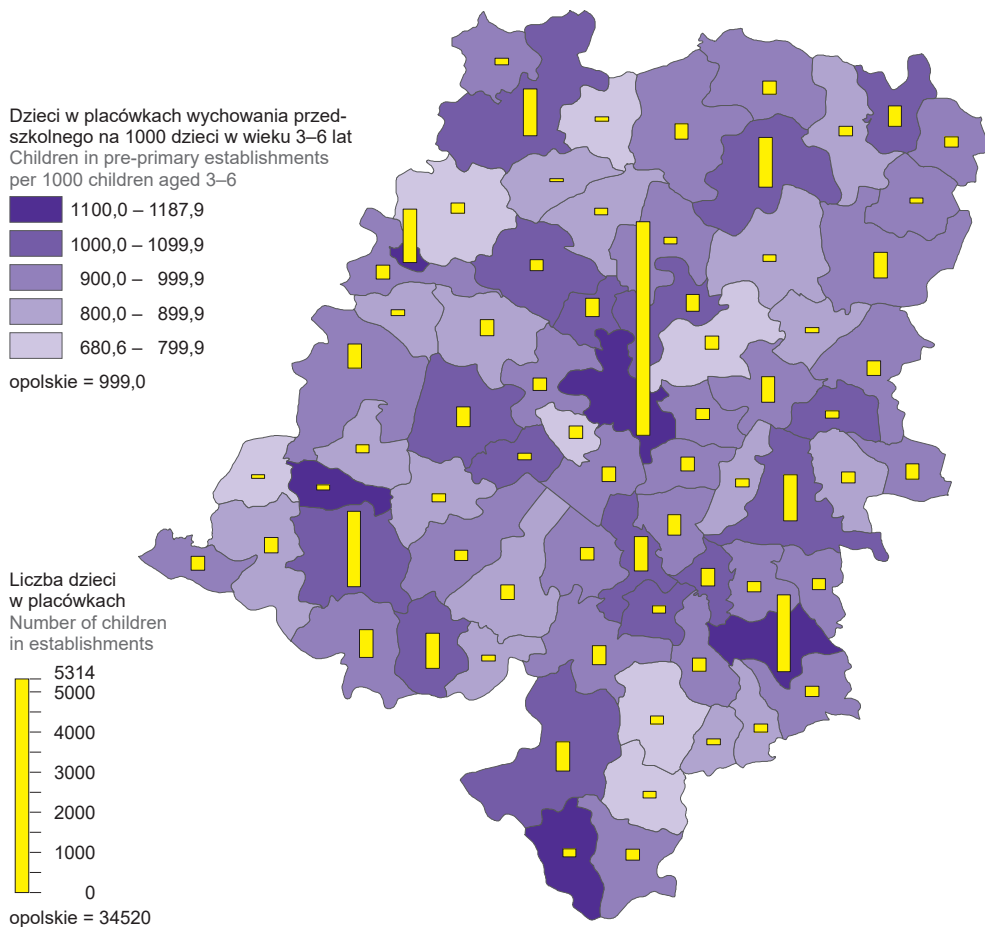 Dzieci w placówkach wychowania przed-
szkolnego na 1000 dzieci w wieku 3–6 lat
Children in pre-primary establishments
per 1000 children aged 3–6
1100,0 – 1187,9
1000,0 – 1099,9
900,0 – 999,9
800,0 – 899,9
680,6 – 799,9
opolskie = 999,0
Liczba dzieci
w placówkach
Number of children
in establishments
5314
5000
4000
3000
2000
1000
0
opolskie = 34520